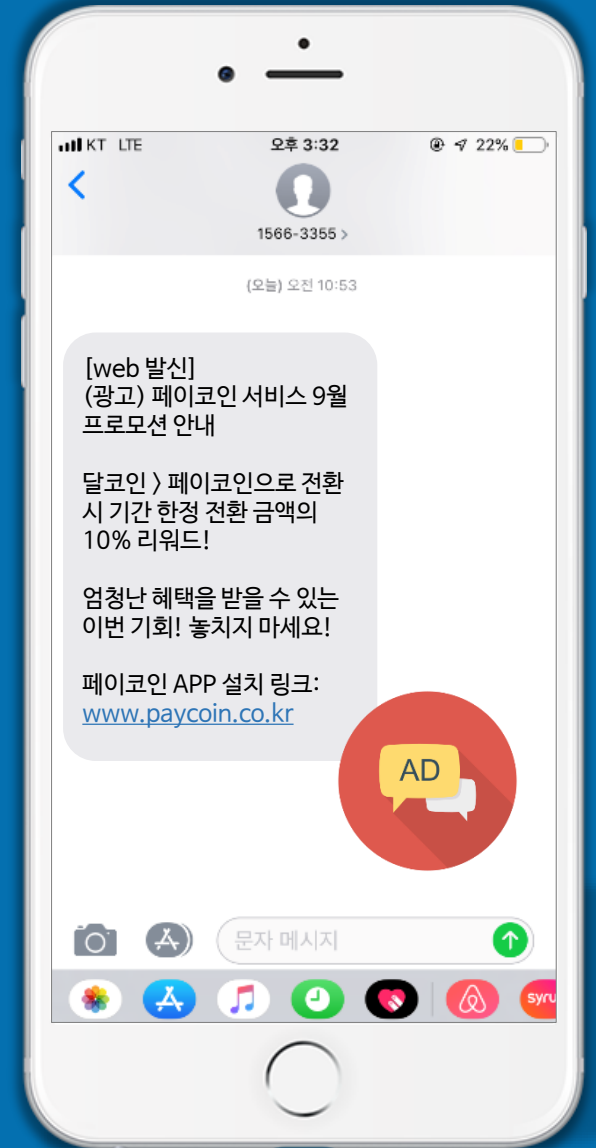 KT LTE
오후 3:32
22%
1566-3355 >
(오늘) 오전 10:53
[web 발신]
(광고) 페이코인 서비스 9월
프로모션 안내
달코인 > 페이코인으로 전환
시 기간 한정 전환 금액의
10% 리워드!
엄청난 혜택을 받을 수 있는
이번 기회! 놓치지 마세요!
페이코인 APP 설치 링크:
www.paycoin.co.kr
AD
문자 메시지
syru